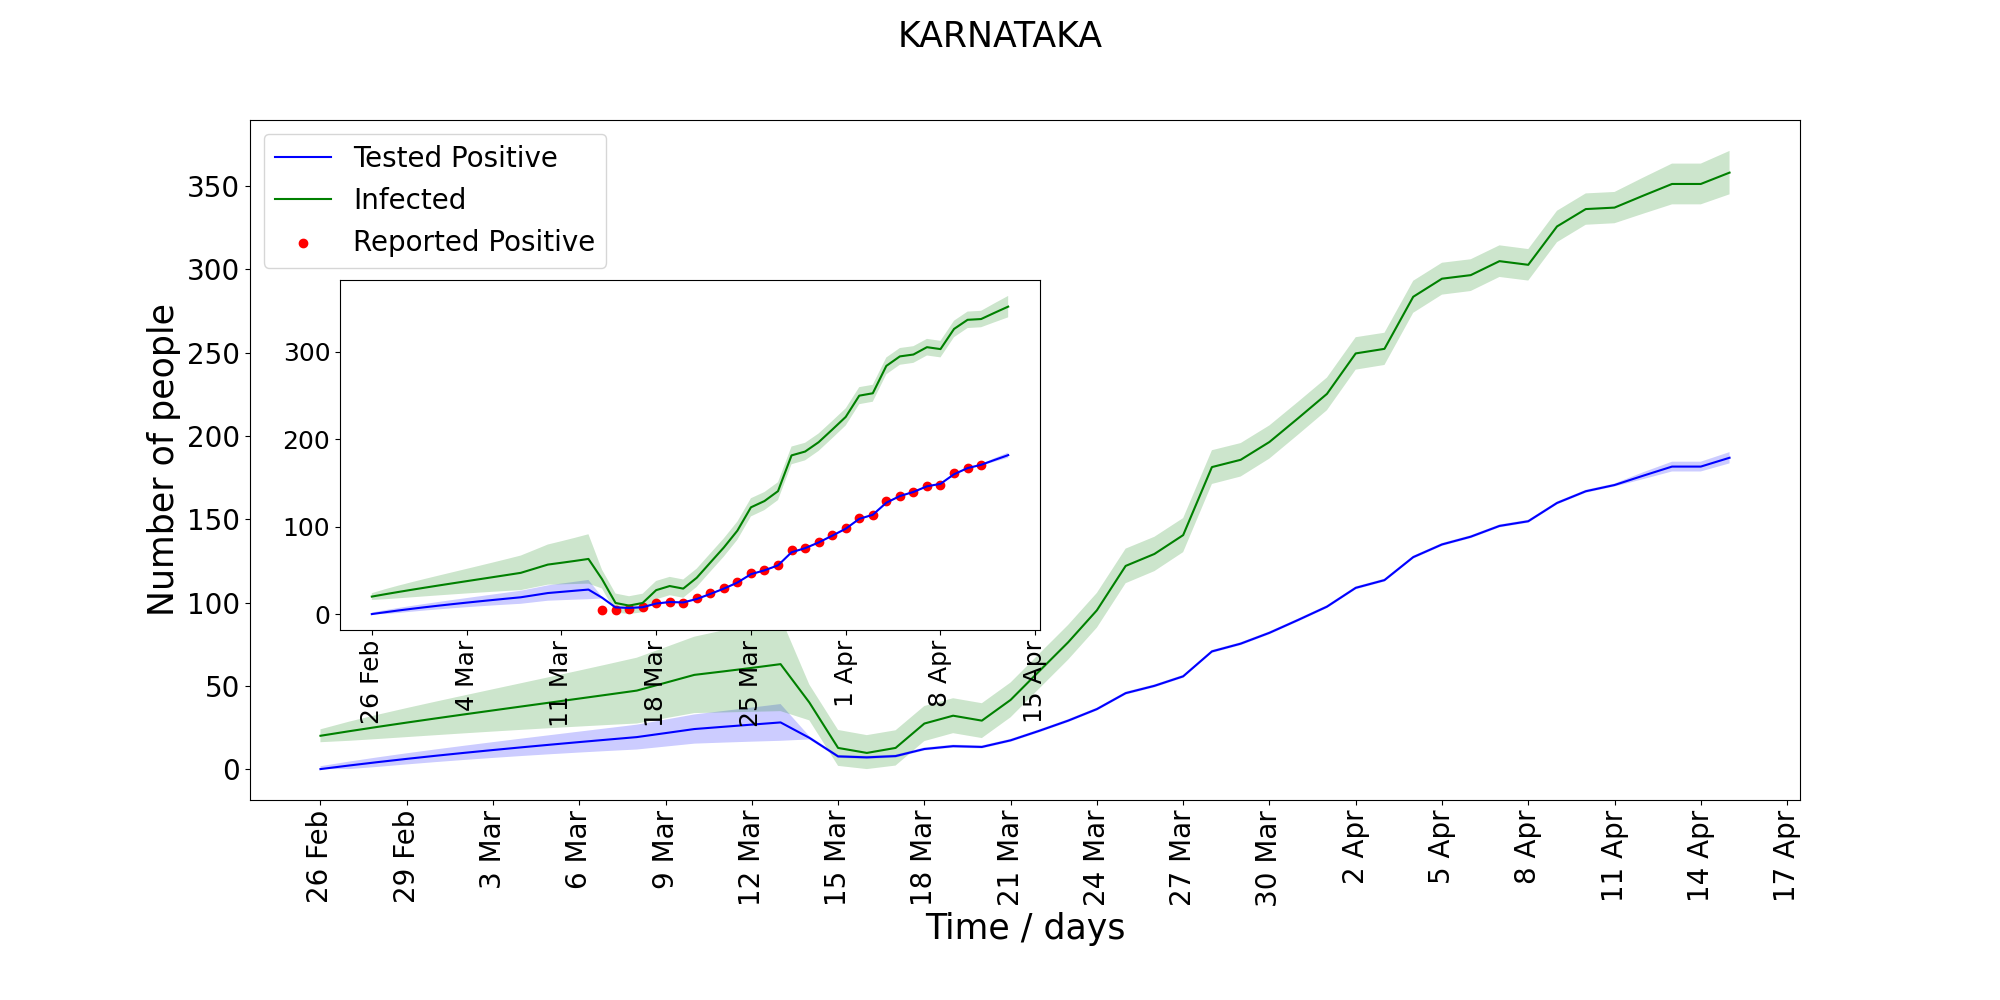 KARNATAKA
Tested Positive
Infected
Reported Positive
Number of people
350
300
250
200
150
100
50
0
300
200
100
0
26 Feb
4 Mar
11 Mar
18 Mar
25 Mar
1 Apr
8 Apr
15 Apr
26 Feb
29 Feb
3 Mar
6 Mar
9 Mar
12 Mar
15 Mar
18 Mar
21 Mar
24 Mar
27 Mar
30 Mar
2 Apr
5 Apr
8 Apr
11 Apr
14 Apr
17 Apr
Time / days